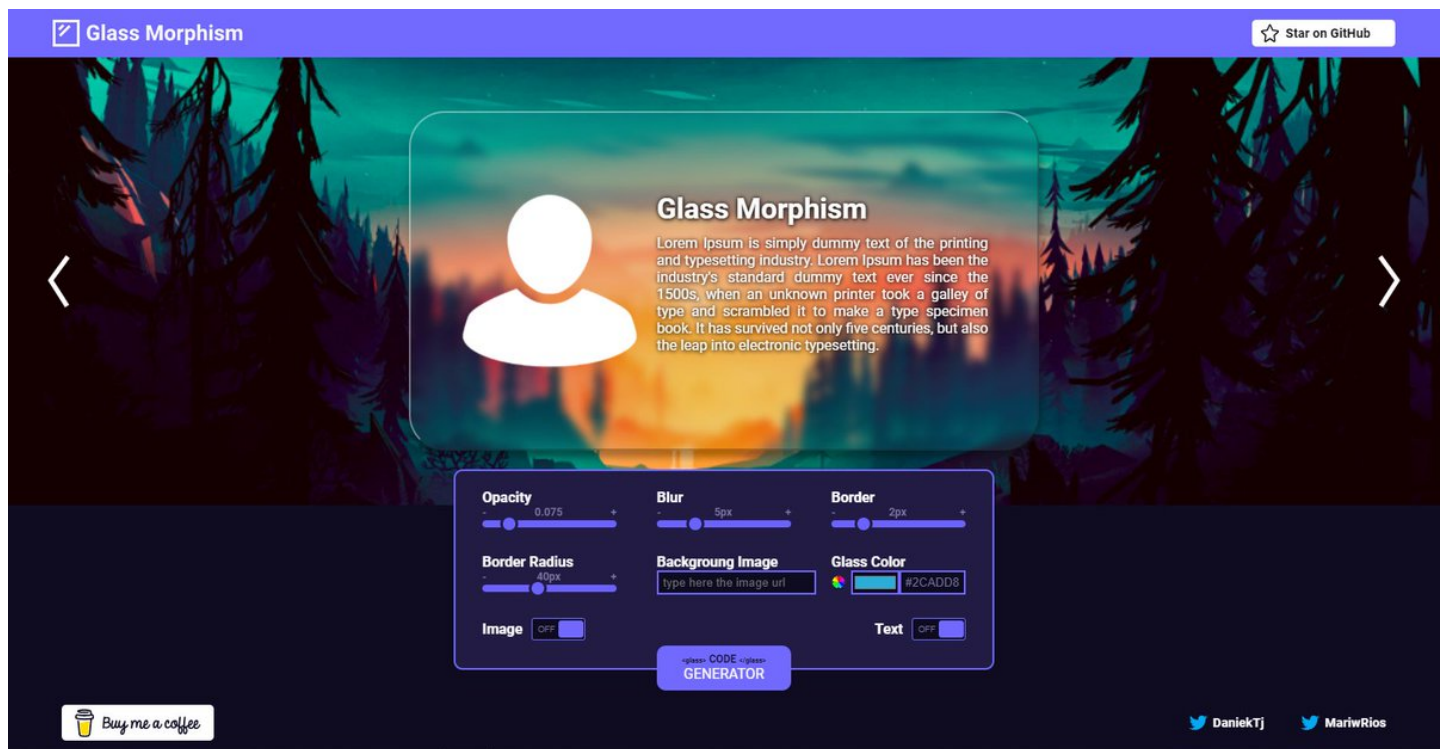 Glass Morphism
Star on GitHub
Glass Morphism
Lorem Ipsum is simply dummy text of the printing
and typesetting industry. Lorem Ipsum has been the
industry's standard dummy text ever since the
1500s, when an unknown printer took a galley of
type and scrambled it to make a type specimen
book. It has survived not only five centuries, but also
the leap into electronic typesetting.
Opacity
- 0.075 +
Blur
- 5px +
Border
- 2px +
Border Radius
- 40px +
Backgroung Image
type here the image url
Glass Color
#2CADD8
Image OFF
Text OFF
<glass> CODE </glass>
GENERATOR
Buy me a coffee
DaniekTj
MariwRios